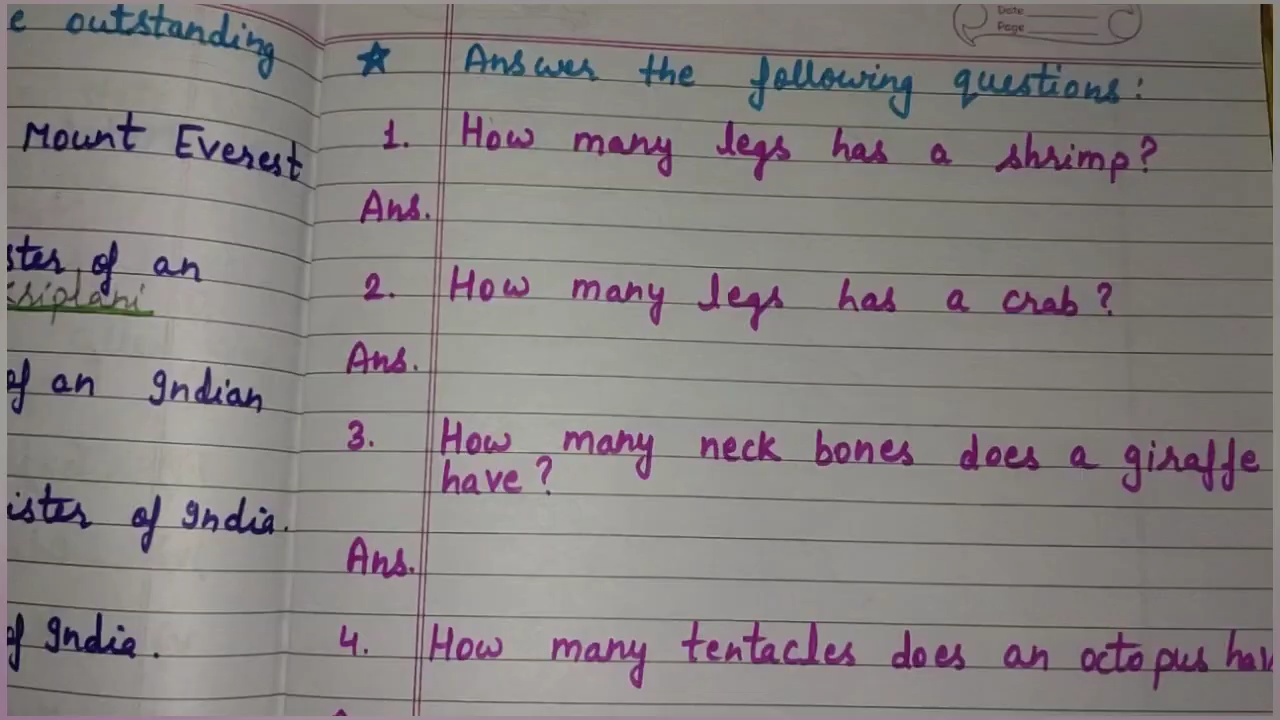 e outstanding
Mount Everest
ster of an
kriplani
of an Indian
ister of India.
of India.
Date
Page
★ Answer the following questions:
1. How many legs has a shrimp?
Ans.
2. How many legs has a crab?
Ans.
3. How many neck bones does a giraffe
have?
Ans.
4. How many tentacles does an octopus hav